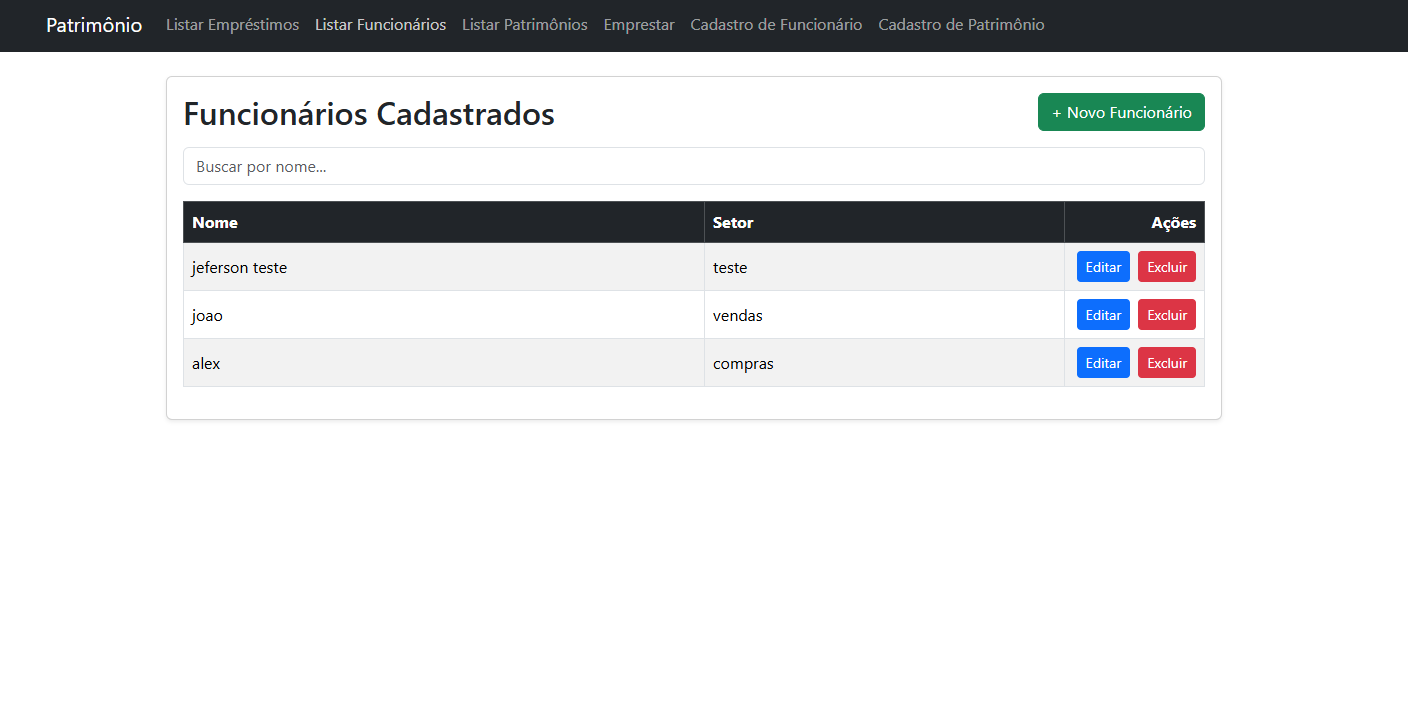 Patrimônio Listar Empréstimos Listar Funcionários Listar Patrimônios Emprestar Cadastro de Funcionário Cadastro de Patrimônio
Funcionários Cadastrados + Novo Funcionário
Buscar por nome...
Nome Setor Ações
jeferson teste teste Editar Excluir
joao vendas Editar Excluir
alex compras Editar Excluir